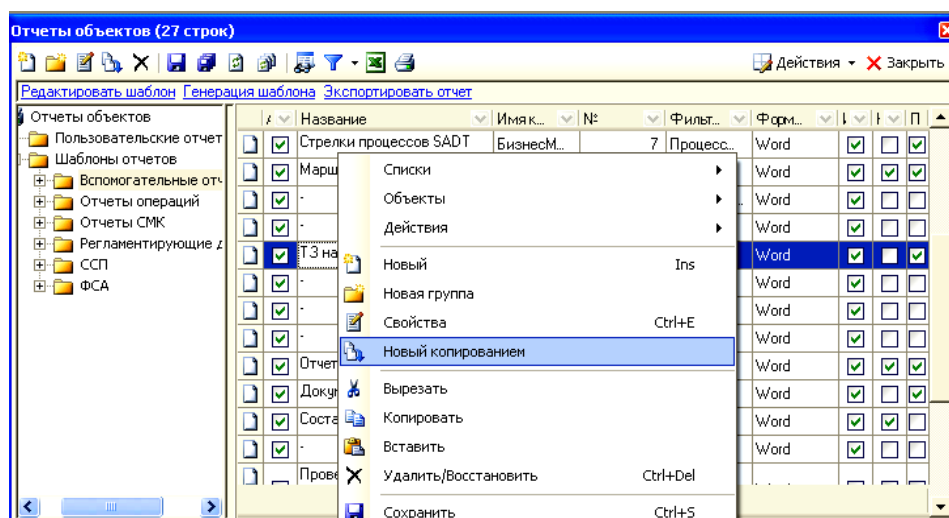 Отчеты объектов (27 строк)
Действия Закрыть
Редактировать шаблон Генерация шаблона Экспортировать отчет
Отчеты объектов
Пользовательские отчет
Шаблоны отчетов
Вспомогательные отч
Отчеты операций
Отчеты СМК
Регламентирующие д
ССП
ФСА
Название Имя к... № Фильт... Форм... П
Стрелки процессов SADT БизнесМ... 7 Процесс... Word
Марш Word
- Word
- Word
ТЗ на Word
- Word
- Word
- Word
Отчет Word
Докум Word
Соста Word
- Word
Прове
Списки
Объекты
Действия
Новый Ins
Новая группа
Свойства Ctrl+E
Новый копированием
Вырезать
Копировать
Вставить
Удалить/Восстановить Ctrl+Del
Сохранить Ctrl+S